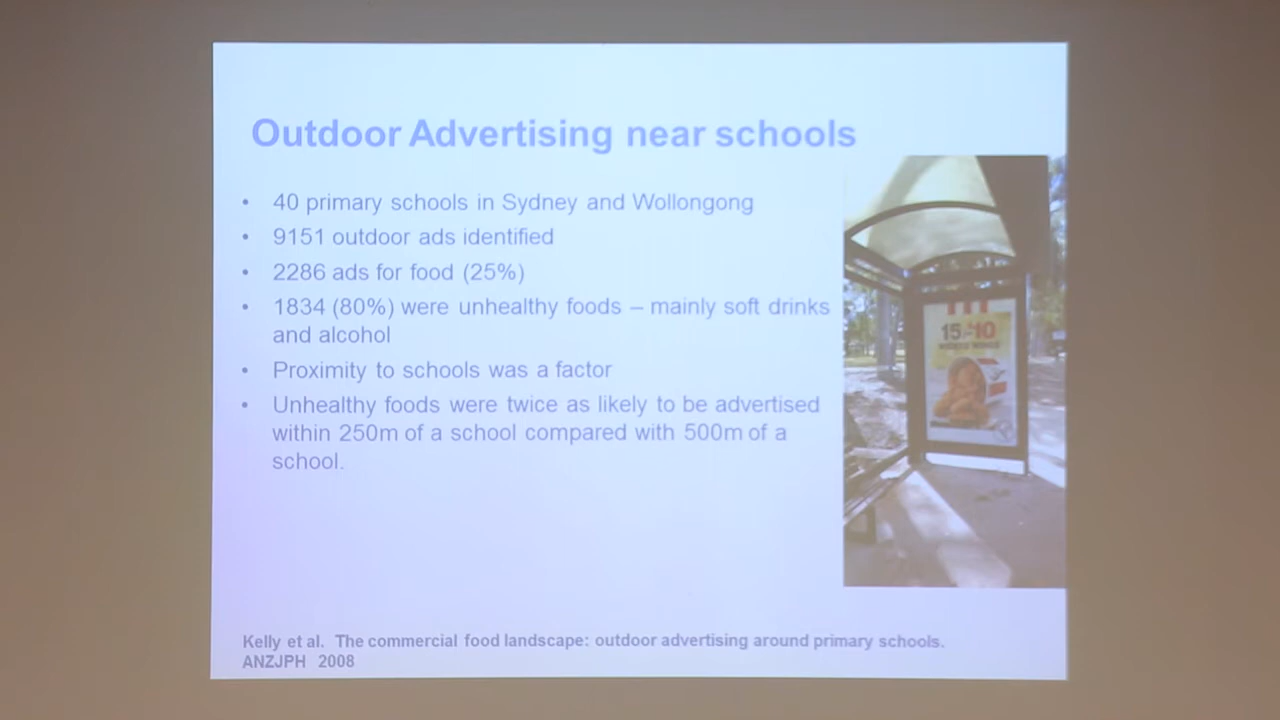 Outdoor Advertising near schools
• 40 primary schools in Sydney and Wollongong
• 9151 outdoor ads identified
• 2286 ads for food (25%)
• 1834 (80%) were unhealthy foods – mainly soft drinks
and alcohol
• Proximity to schools was a factor
• Unhealthy foods were twice as likely to be advertised
within 250m of a school compared with 500m of a
school.
Kelly et al. The commercial food landscape: outdoor advertising around primary schools.
ANZJPH 2008